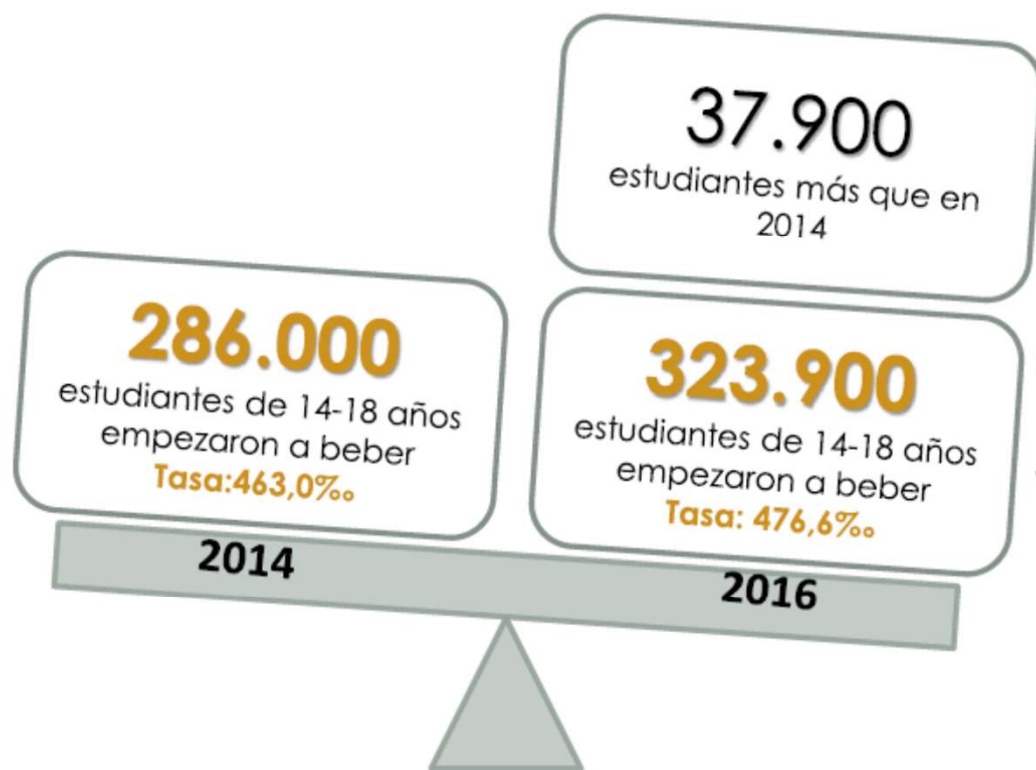 37.900
estudiantes más que en
2014
286.000
estudiantes de 14-18 años
empezaron a beber
Tasa:463,0‰
323.900
estudiantes de 14-18 años
empezaron a beber
Tasa: 476,6‰
2014
2016